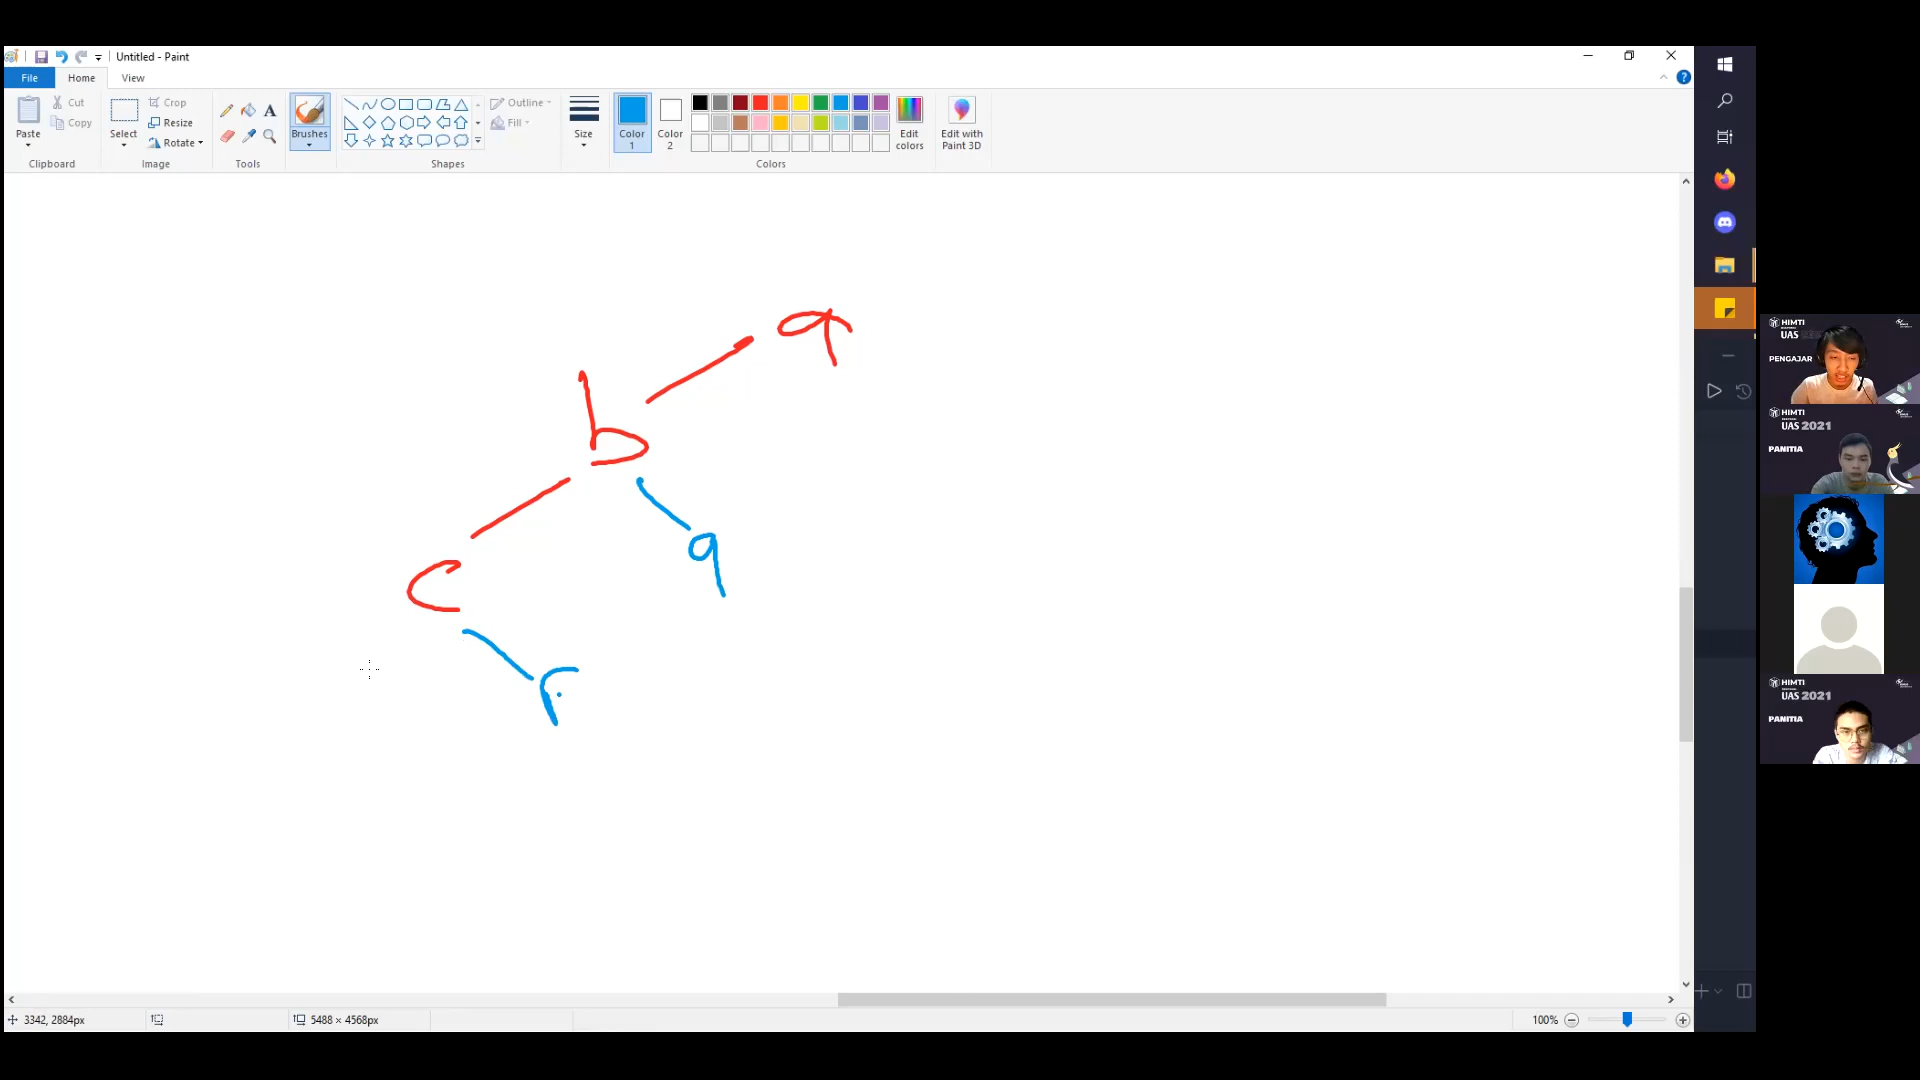 Untitled - Paint
File Home View
Paste
Cut
Copy
Clipboard
Select
Crop
Resize
Rotate
Image
Tools
Brushes
Shapes
Outline
Fill
Size
Color 1
Color 2
Colors
Edit colors
Edit with Paint 3D
a
b
c
a
r
HIMTI
UAS
PENGAJAR
HIMTI
UAS 2021
PANITIA
HIMTI
UAS 2021
PANITIA
3342, 2884px
5488 × 4568px
100%